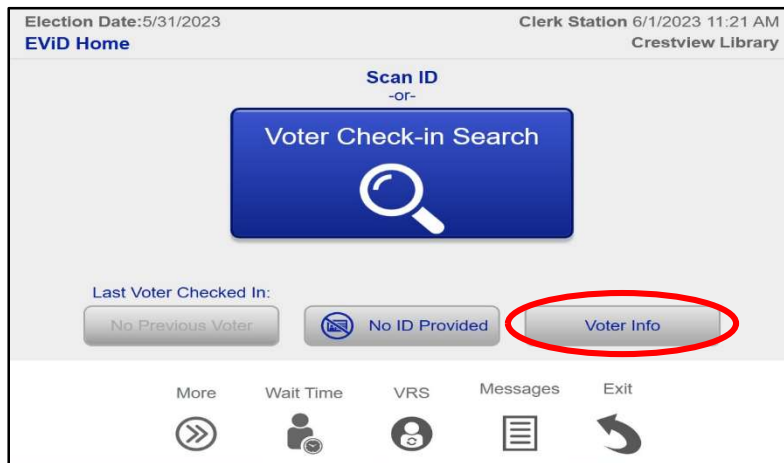 Election Date:5/31/2023 Clerk Station 6/1/2023 11:21 AM
EViD Home Crestview Library
Scan ID
-or-
Voter Check-in Search
Last Voter Checked In:
No Previous Voter No ID Provided Voter Info
More Wait Time VRS Messages Exit